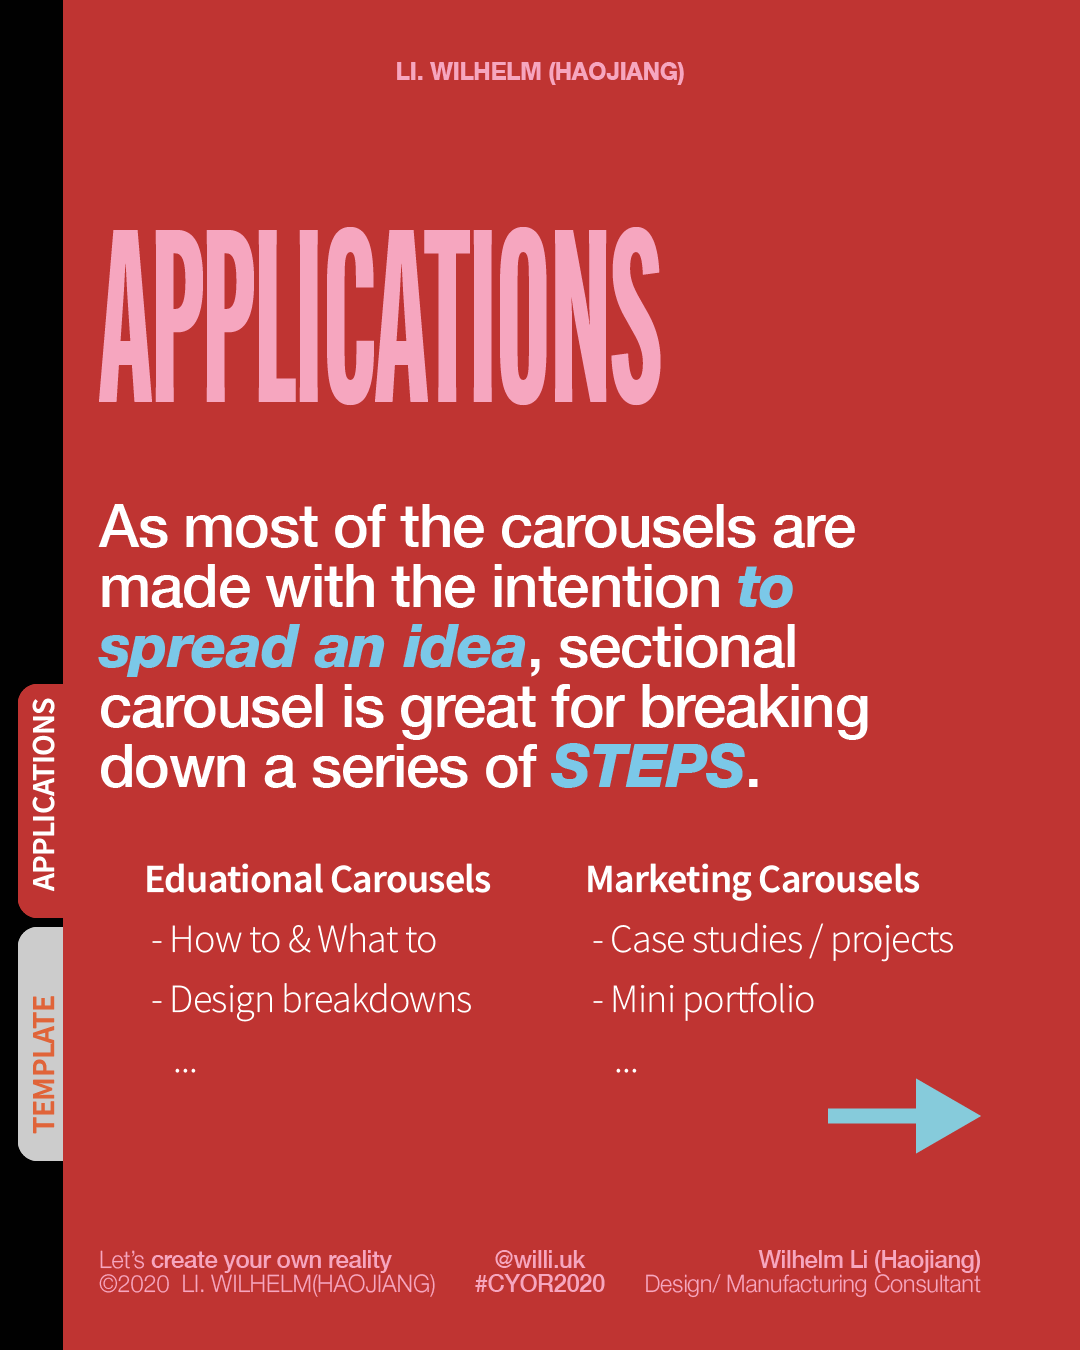 LI. WILHELM (HAOJIANG)
APPLICATIONS
As most of the carousels are
made with the intention to
spread an idea, sectional
carousel is great for breaking
down a series of STEPS.
APPLICATIONS
TEMPLATE
Eduational Carousels
- How to & What to
- Design breakdowns
...
Marketing Carousels
- Case studies / projects
- Mini portfolio
...
Let's create your own reality
©2020 LI. WILHELM(HAOJIANG)
@willi.uk
#CYOR2020
Wilhelm Li (Haojiang)
Design/ Manufacturing Consultant